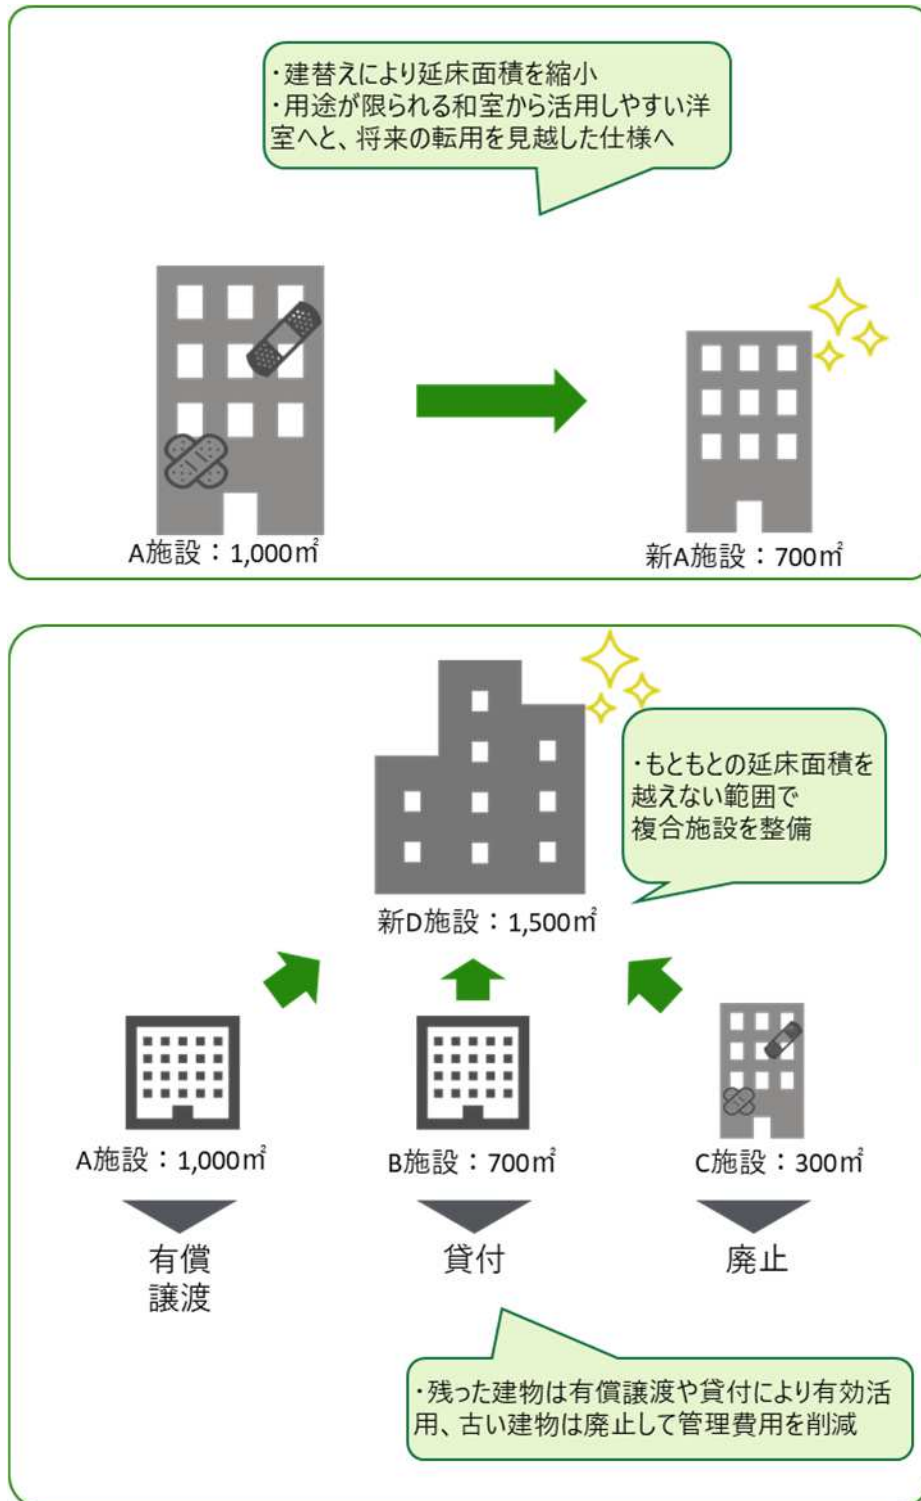 ・建替えにより延床面積を縮小
・用途が限られる和室から活用しやすい洋
室へと、将来の転用を見越した仕様へ
A施設：1,000㎡
新A施設：700㎡
・もともとの延床面積を
越えない範囲で
複合施設を整備
新D施設：1,500㎡
A施設：1,000㎡
B施設：700㎡
C施設：300㎡
有償
譲渡
貸付
廃止
・残った建物は有償譲渡や貸付により有効活
用、古い建物は廃止して管理費用を削減